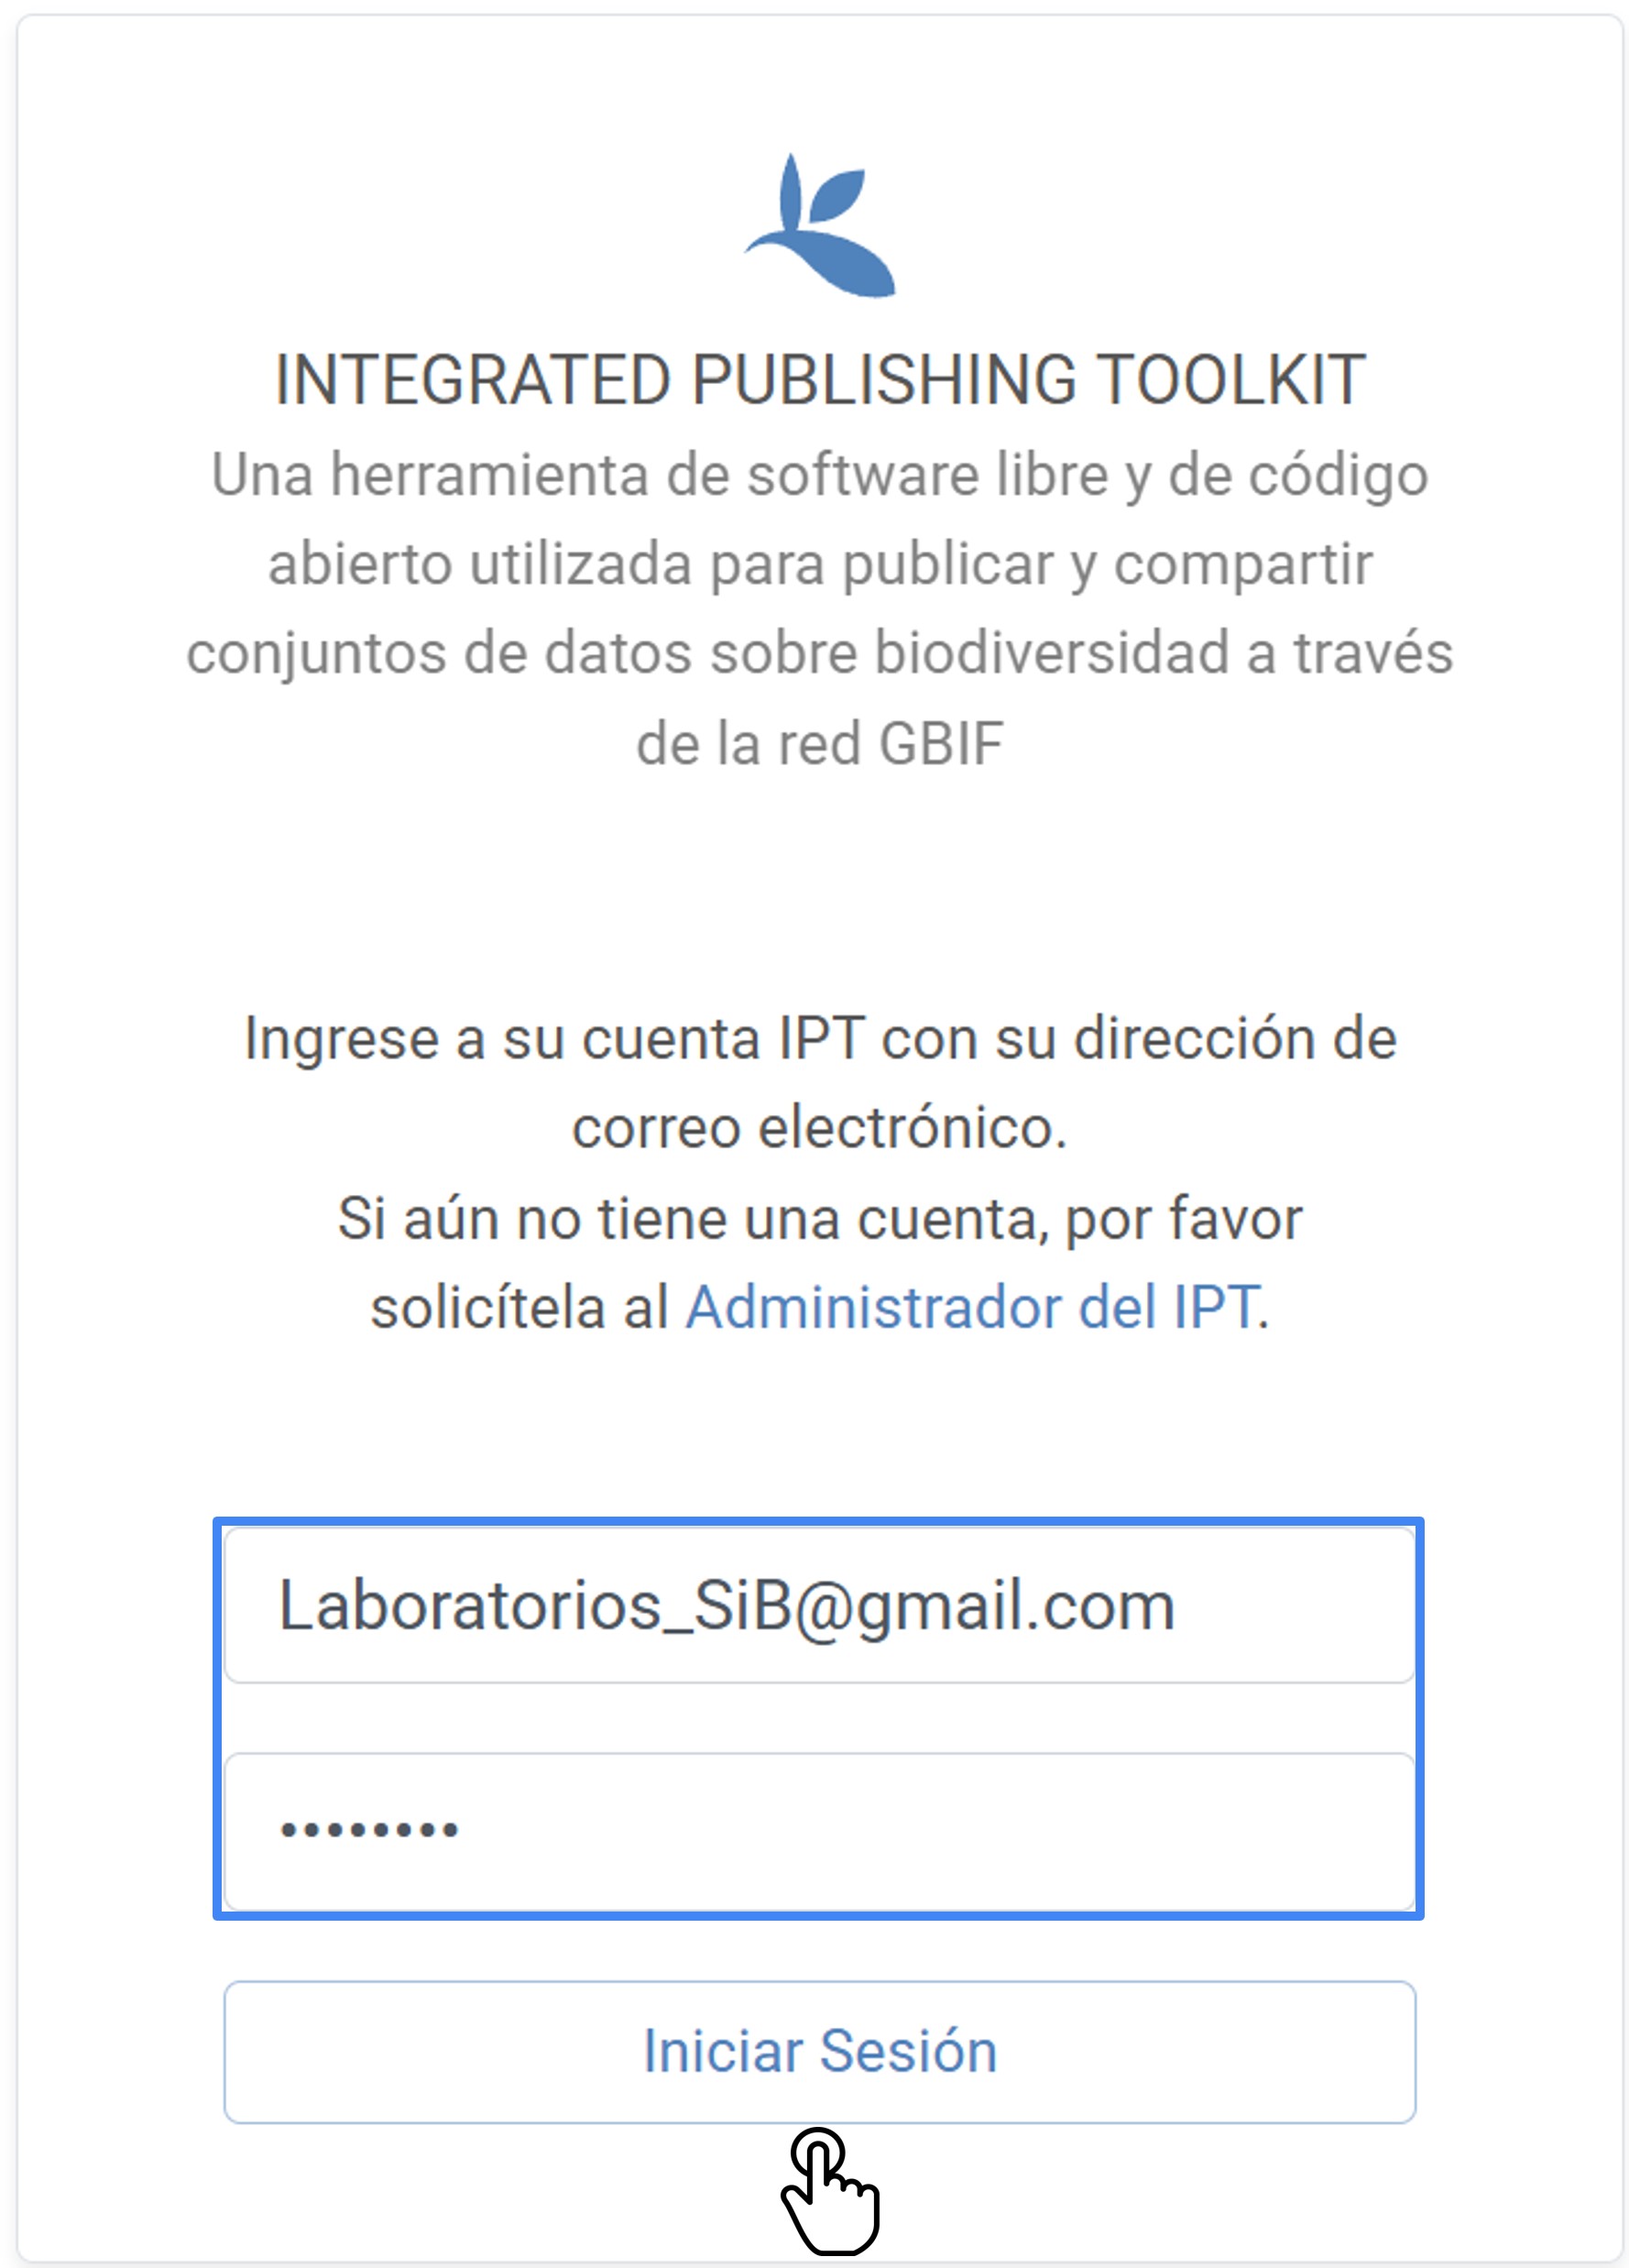 INTEGRATED PUBLISHING TOOLKIT
Una herramienta de software libre y de código
abierto utilizada para publicar y compartir
conjuntos de datos sobre biodiversidad a través
de la red GBIF
Ingrese a su cuenta IPT con su dirección de
correo electrónico.
Si aún no tiene una cuenta, por favor
solicítela al Administrador del IPT.
Laboratorios_SiB@gmail.com
••••••••
Iniciar Sesión